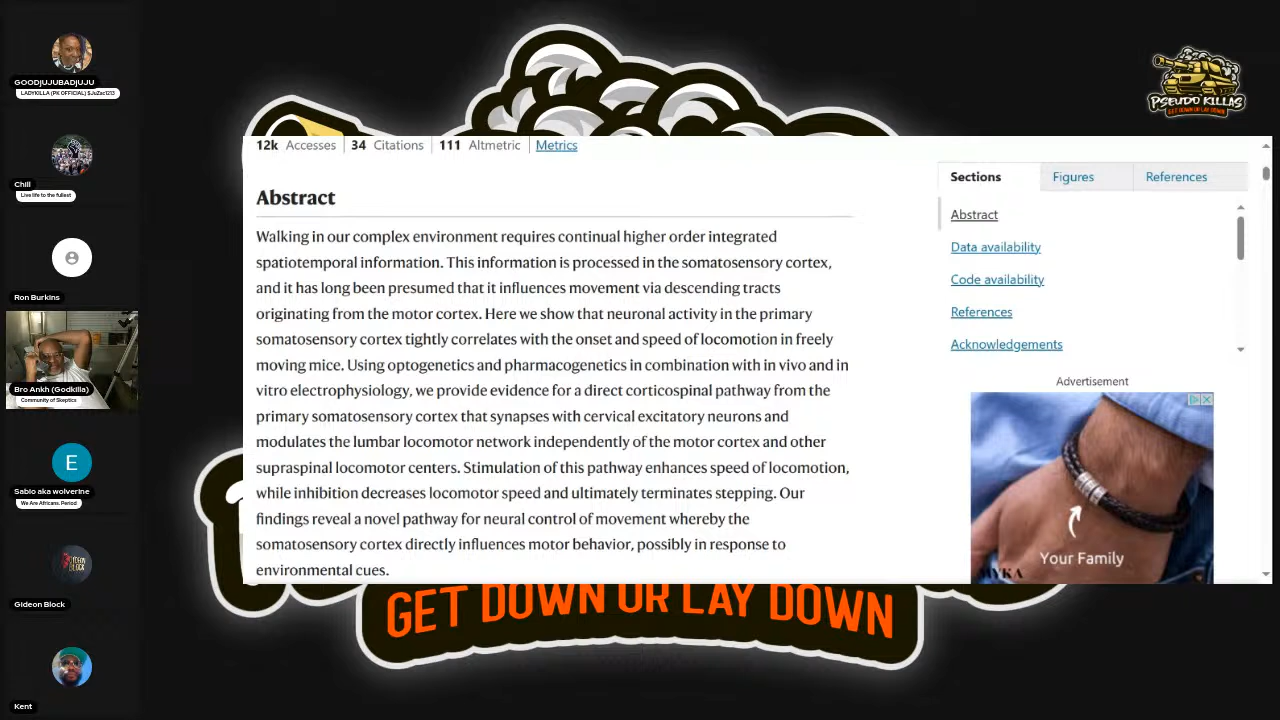 GOODJUJUBADJUJU
LADYKILLA (PK OFFICIAL) $JuZac1213
Chill
Live life to the fullest
Ron Burkins
Bro Ankh (Godkilla)
Community of Skeptics
E
Sabio aka wolverine
We Are Africans. Period
Gideon Block
Kent
PSEUDO KILLAS
GET DOWN OR LAY DOWN
12k Accesses | 34 Citations | 111 Altmetric | Metrics
Abstract
Walking in our complex environment requires continual higher order integrated
spatiotemporal information. This information is processed in the somatosensory cortex,
and it has long been presumed that it influences movement via descending tracts
originating from the motor cortex. Here we show that neuronal activity in the primary
somatosensory cortex tightly correlates with the onset and speed of locomotion in freely
moving mice. Using optogenetics and pharmacogenetics in combination with in vivo and in
vitro electrophysiology, we provide evidence for a direct corticospinal pathway from the
primary somatosensory cortex that synapses with cervical excitatory neurons and
modulates the lumbar locomotor network independently of the motor cortex and other
supraspinal locomotor centers. Stimulation of this pathway enhances speed of locomotion,
while inhibition decreases locomotor speed and ultimately terminates stepping. Our
findings reveal a novel pathway for neural control of movement whereby the
somatosensory cortex directly influences motor behavior, possibly in response to
environmental cues.
Sections Figures References
Abstract
Data availability
Code availability
References
Acknowledgements
Advertisement
Your Family
MYKA
GET DOWN OR LAY DOWN